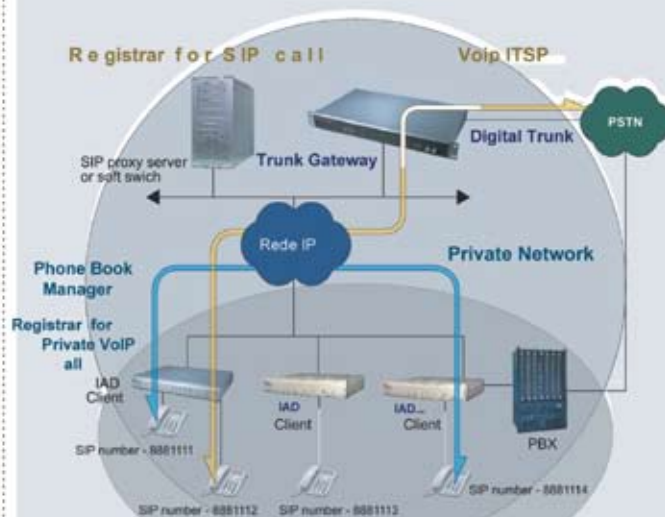 Registrar for SIP call
Voip ITSP
PSTN
SIP proxy server
or soft swich
Trunk Gateway
Digital Trunk
Rede IP
Private Network
Phone Book
Manager
Registrar for
Private VoIP
all
IAD
Client
IAD
Client
IAD...
Client
PBX
SIP number - 8881111
SIP number - 8881112
SIP number - 8881113
SIP number - 8881114